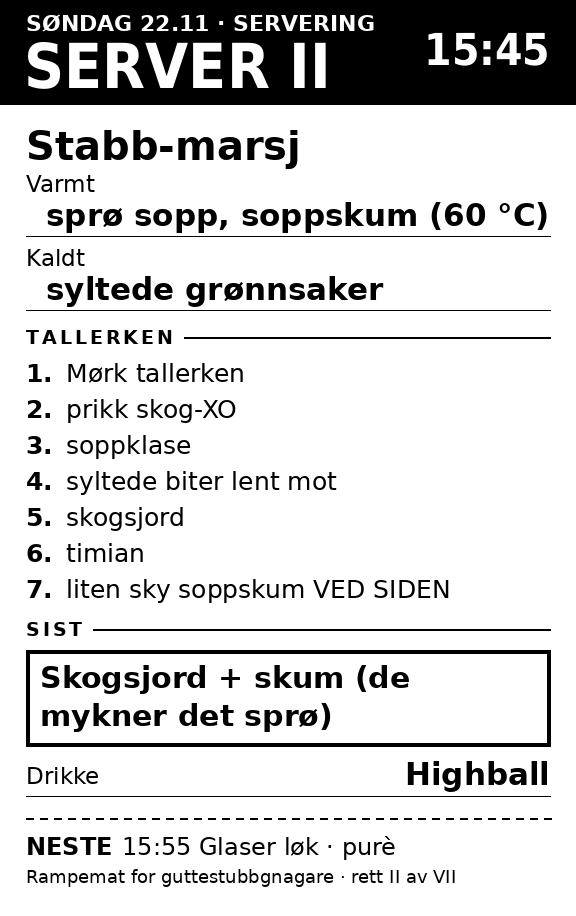 SØNDAG 22.11 · SERVERING
SERVER II
15:45
Stabb-marsj
Varmt
sprø sopp, soppskum (60 °C)
Kaldt
syltede grønnsaker
TALLERKEN
1. Mørk tallerken
2. prikk skog-XO
3. soppklase
4. syltede biter lent mot
5. skogsjord
6. timian
7. liten sky soppskum VED SIDEN
SIST
Skogsjord + skum (de
mykner det sprø)
Drikke Highball
NESTE 15:55 Glaser løk · purè
Rampemat for guttestubbgnagare · rett II av VII